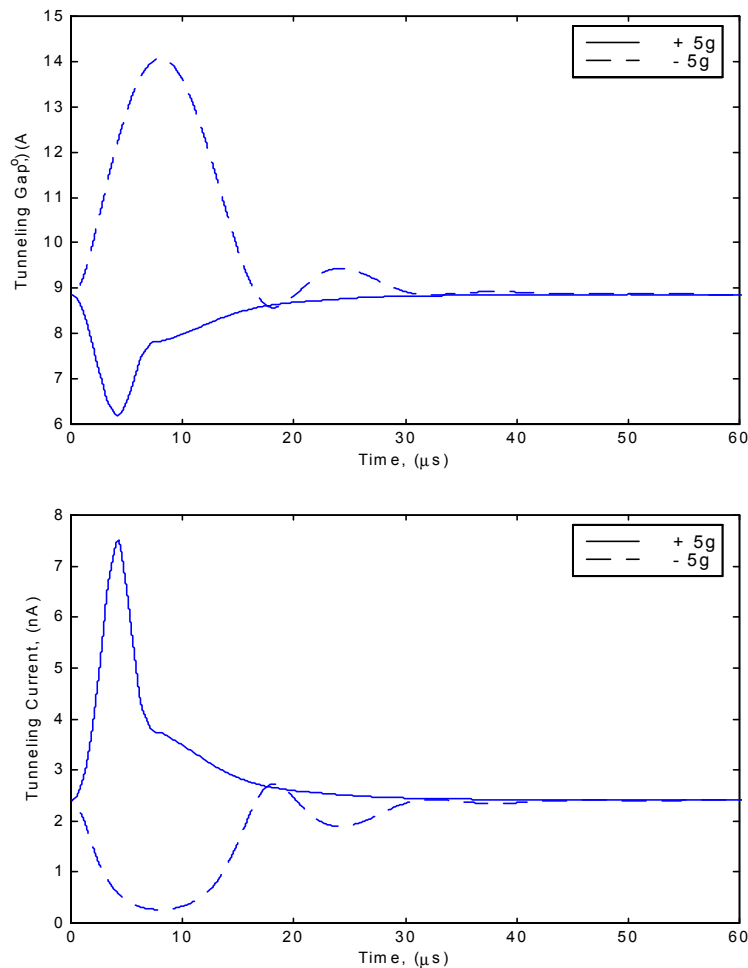 15
14
13
12
11
10
9
8
7
6
Tunneling Gap,o) (A
+ 5g
- 5g
0 10 20 30 40 50 60
Time, (μs)
8
7
6
5
4
3
2
1
0
Tunneling Current, (nA)
+ 5g
- 5g
0 10 20 30 40 50 60
Time, (μs)